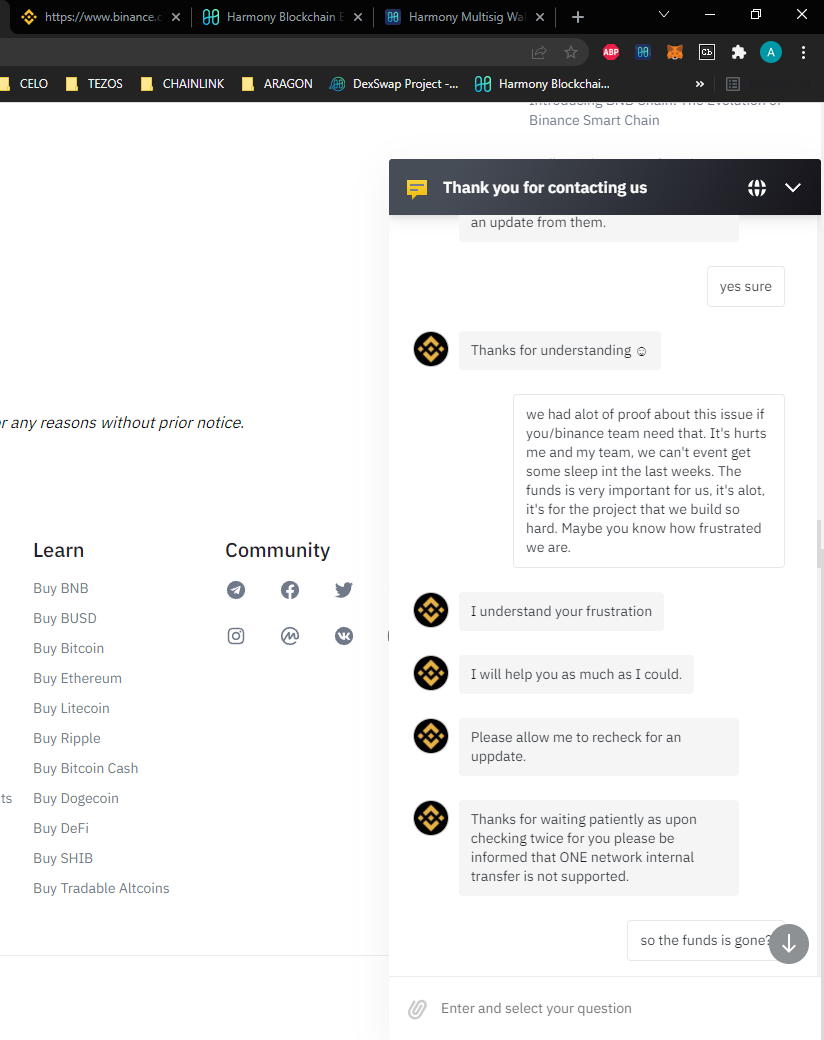 https://www.binance.c
Harmony Blockchain E
Harmony Multisig Wal
ABP
Cb
A
CELO
TEZOS
CHAINLINK
ARAGON
DexSwap Project -...
Harmony Blockchai...
»
Introducing BNB Chain: The Evolution of
Binance Smart Chain
Thank you for contacting us
an update from them.
yes sure
Thanks for understanding ☺
we had alot of proof about this issue if
you/binance team need that. It's hurts
me and my team, we can't event get
some sleep int the last weeks. The
funds is very important for us, it's alot,
it's for the project that we build so
hard. Maybe you know how frustrated
we are.
I understand your frustration
I will help you as much as I could.
Please allow me to recheck for an
uppdate.
Thanks for waiting patiently as upon
checking twice for you please be
informed that ONE network internal
transfer is not supported.
so the funds is gone?
Enter and select your question
r any reasons without prior notice.
Learn
Buy BNB
Buy BUSD
Buy Bitcoin
Buy Ethereum
Buy Litecoin
Buy Ripple
Buy Bitcoin Cash
ts
Buy Dogecoin
Buy DeFi
Buy SHIB
Buy Tradable Altcoins
Community